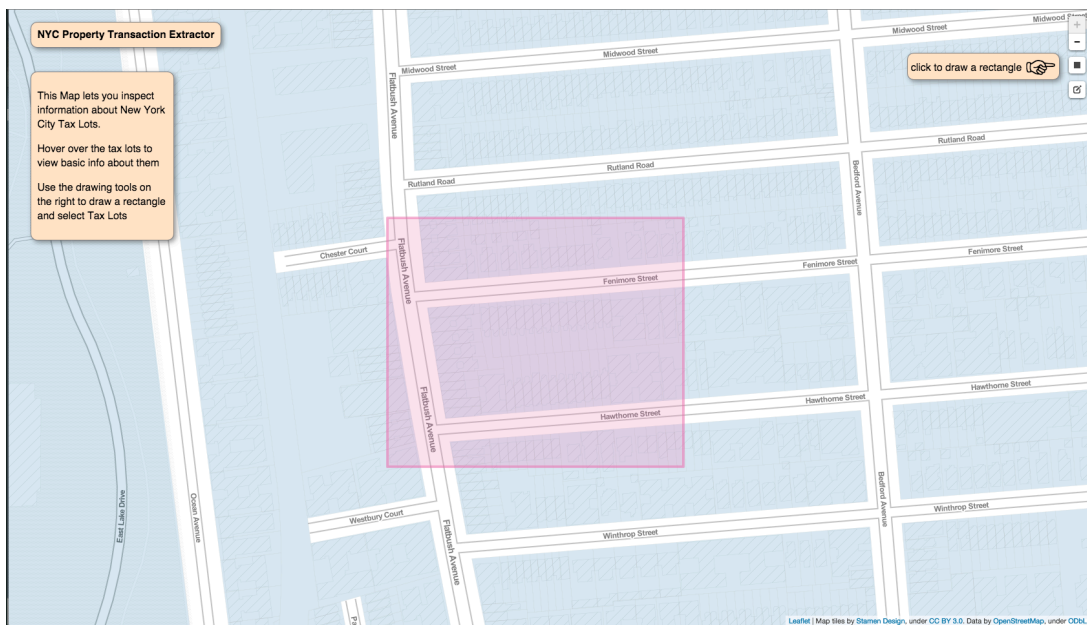 NYC Property Transaction Extractor
This Map lets you inspect
information about New York
City Tax Lots.
Hover over the tax lots to
view basic info about them
Use the drawing tools on
the right to draw a rectangle
and select Tax Lots
click to draw a rectangle
+
-
Midwood Street
Midwood Street
Midwood Street
Midwood
Flatbush Avenue
Rutland Road
Rutland Road
Rutland Road
Bedford Avenue
Chester Court
Flatbush Avenue
Fenimore Street
Fenimore Street
Fenimore Street
Flatbush Avenue
Hawthorne Street
Hawthorne Street
Hawthorne Street
East Lake Drive
Ocean Avenue
Westbury Court
Flatbush Avenue
Winthrop Street
Bedford Avenue
Winthrop Street
Pa
Leaflet | Map tiles by Stamen Design, under CC BY 3.0. Data by OpenStreetMap, under ODbL